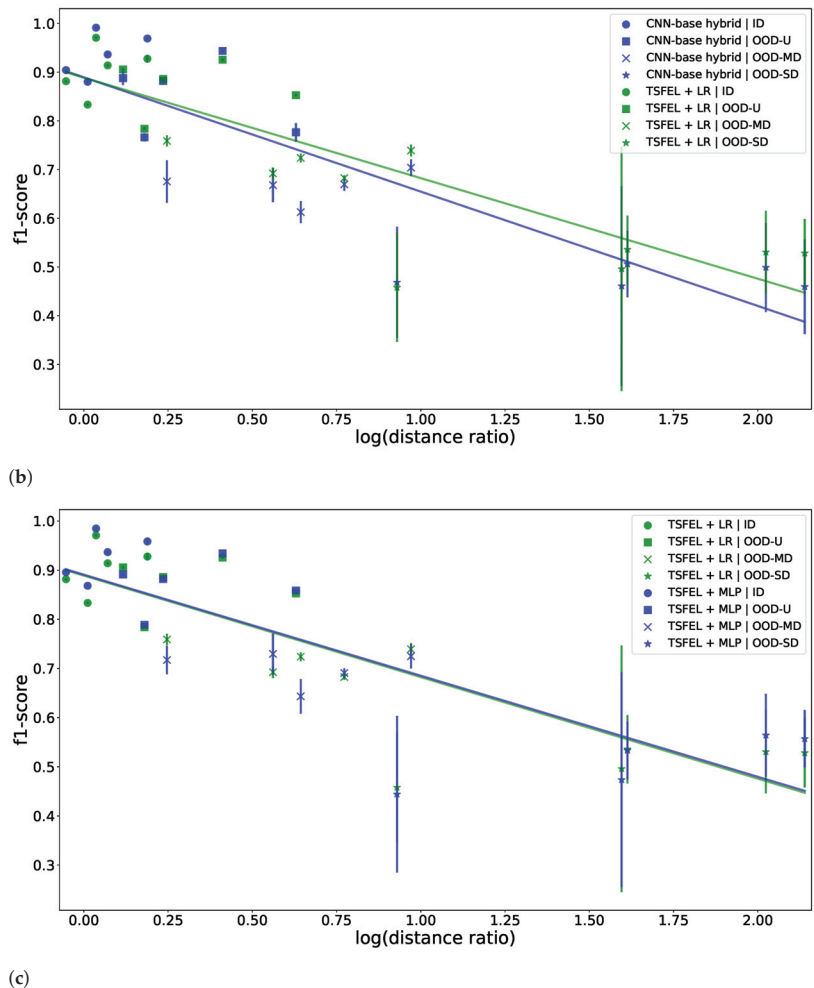 1.0
0.9
0.8
0.7
0.6
0.5
0.4
0.3
f1-score
CNN-base hybrid | ID
CNN-base hybrid | OOD-U
CNN-base hybrid | OOD-MD
CNN-base hybrid | OOD-SD
TSFEL + LR | ID
TSFEL + LR | OOD-U
TSFEL + LR | OOD-MD
TSFEL + LR | OOD-SD
0.00 0.25 0.50 0.75 1.00 1.25 1.50 1.75 2.00
log(distance ratio)
(b)
1.0
0.9
0.8
0.7
0.6
0.5
0.4
0.3
f1-score
TSFEL + LR | ID
TSFEL + LR | OOD-U
TSFEL + LR | OOD-MD
TSFEL + LR | OOD-SD
TSFEL + MLP | ID
TSFEL + MLP | OOD-U
TSFEL + MLP | OOD-MD
TSFEL + MLP | OOD-SD
0.00 0.25 0.50 0.75 1.00 1.25 1.50 1.75 2.00
log(distance ratio)
(c)